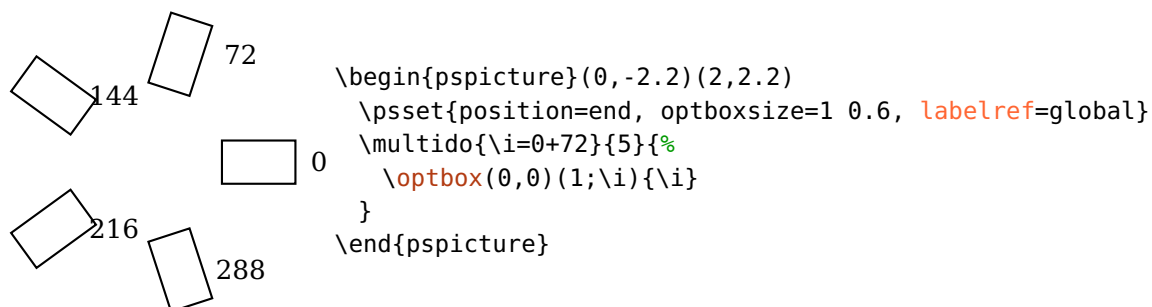 72
144
0
216
288
\begin{pspicture}(0,-2.2)(2,2.2)
  \psset{position=end, optboxsize=1 0.6, labelref=global}
  \multido{\i=0+72}{5}{%
    \optbox(0,0)(1;\i){\i}
  }
\end{pspicture}